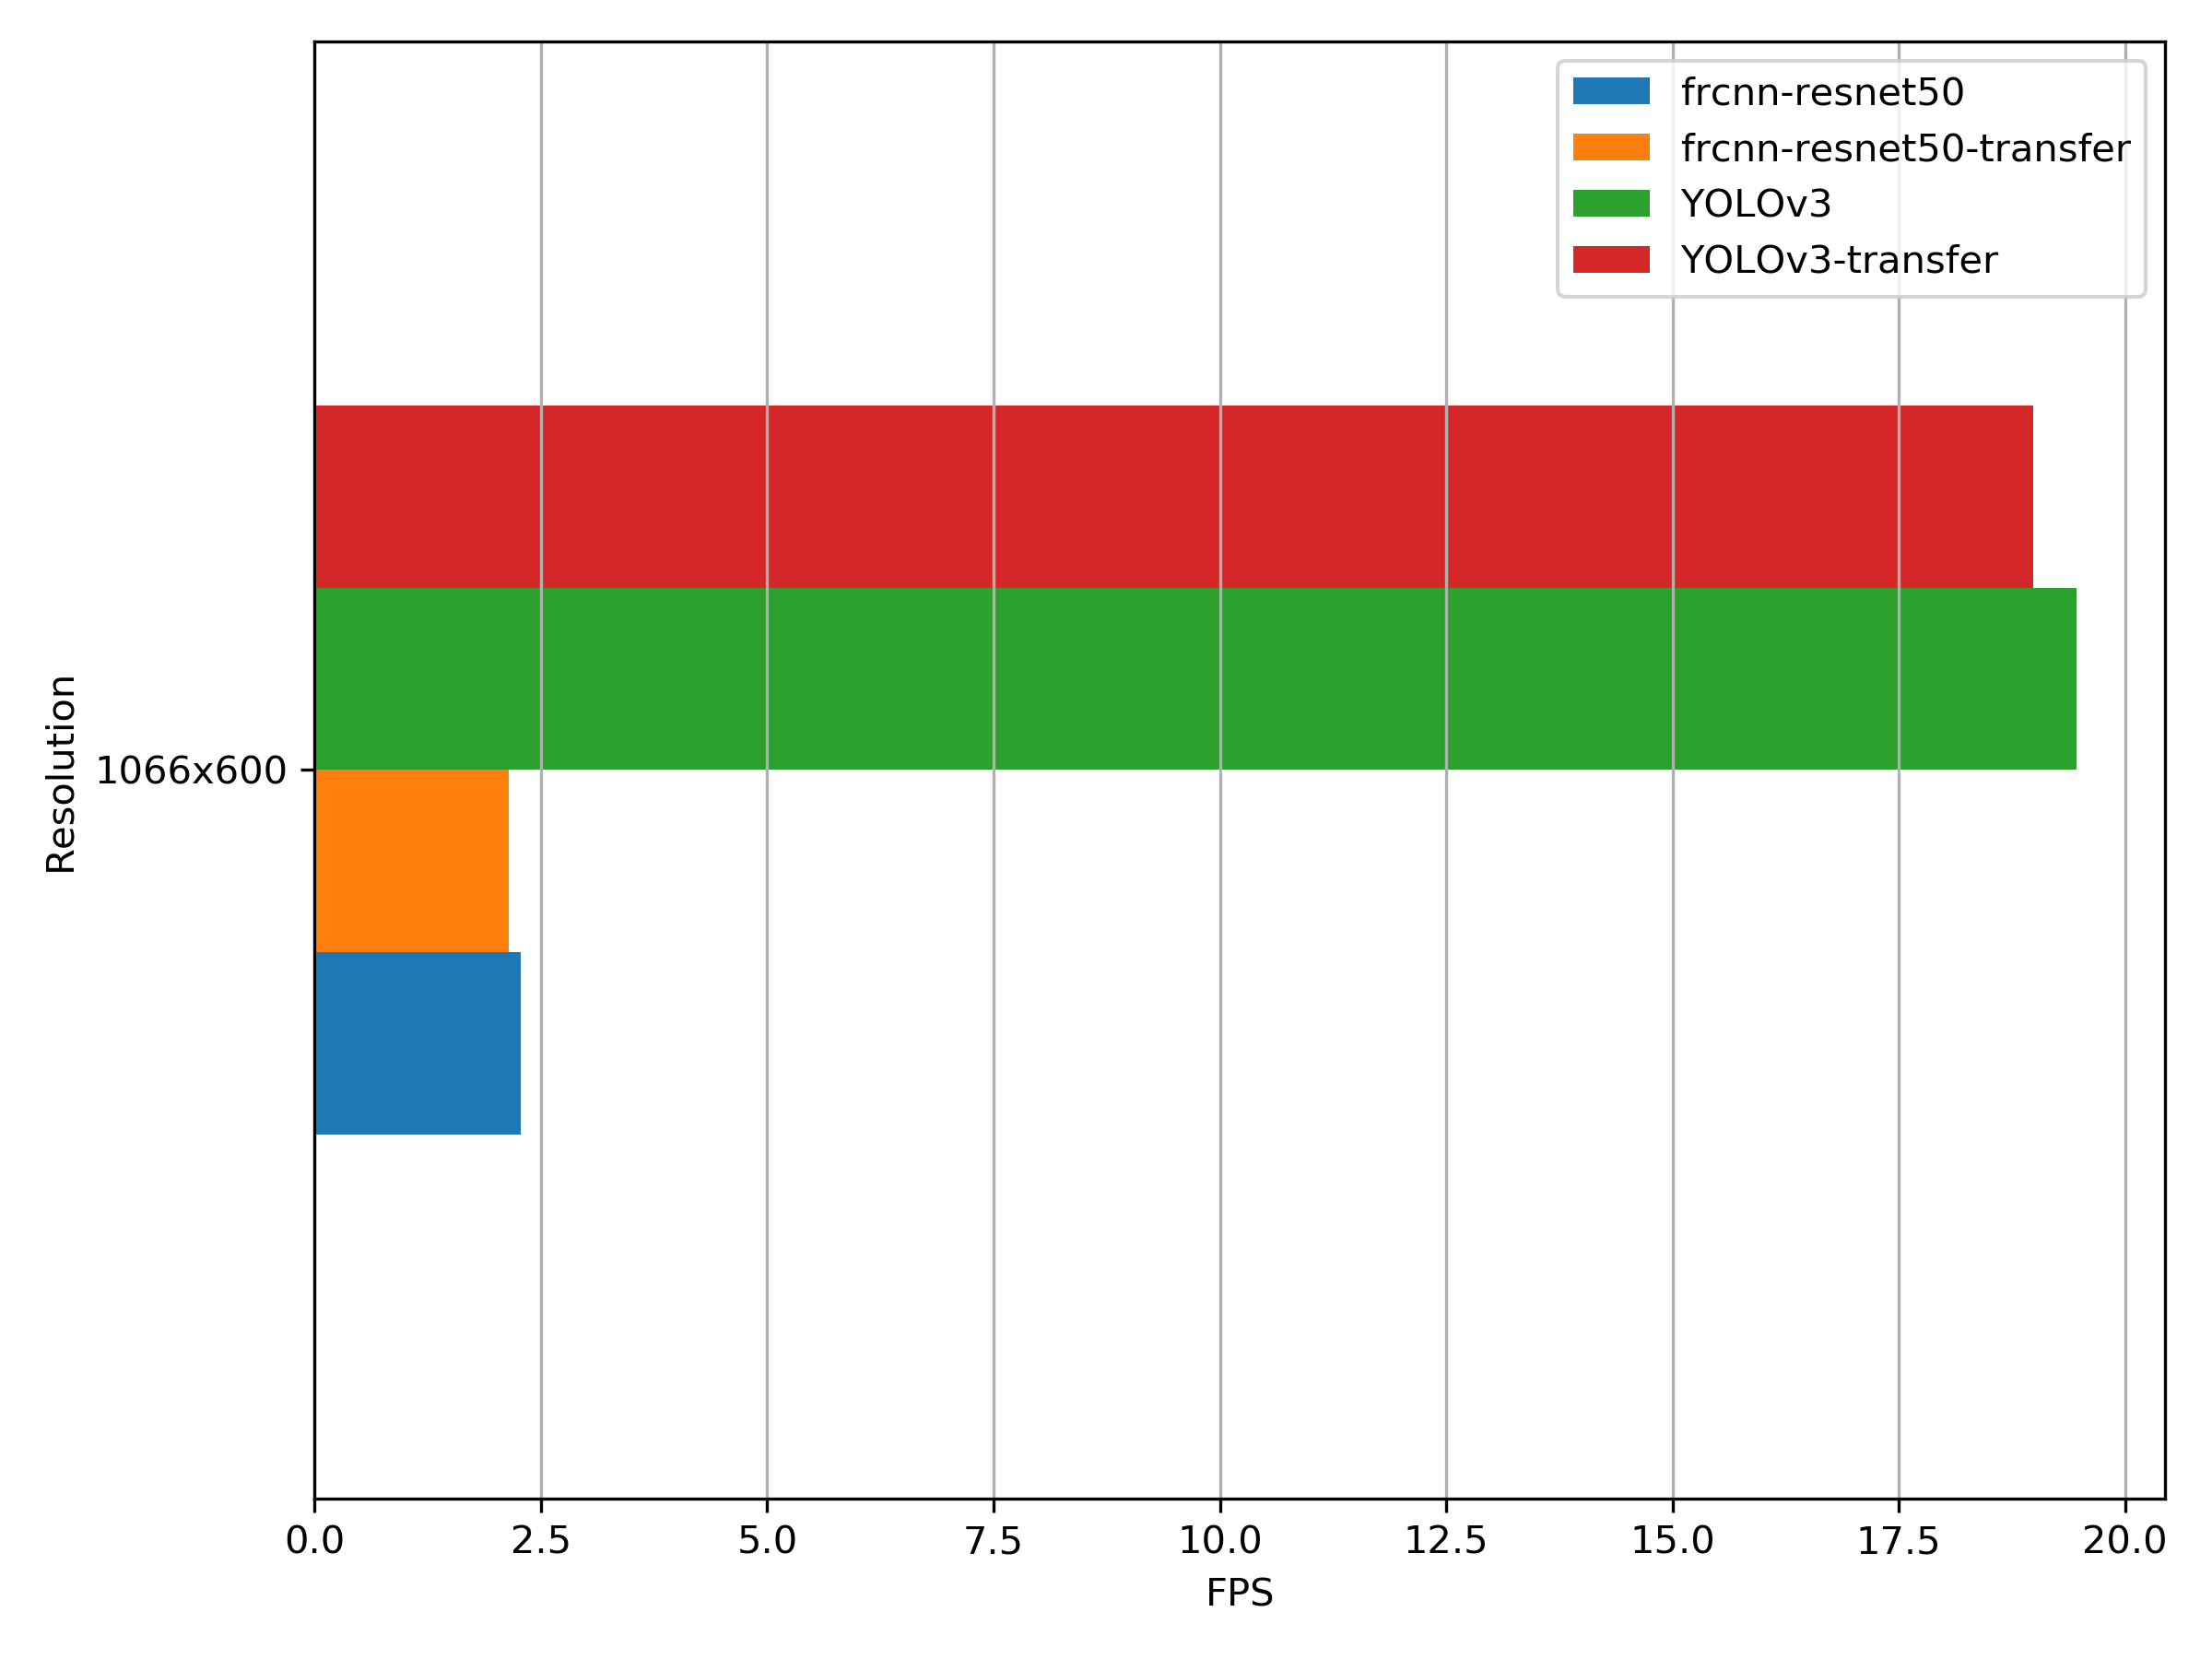 frcnn-resnet50
frcnn-resnet50-transfer
YOLOv3
YOLOv3-transfer
Resolution
1066x600
0.0 2.5 5.0 7.5 10.0 12.5 15.0 17.5 20.0
FPS